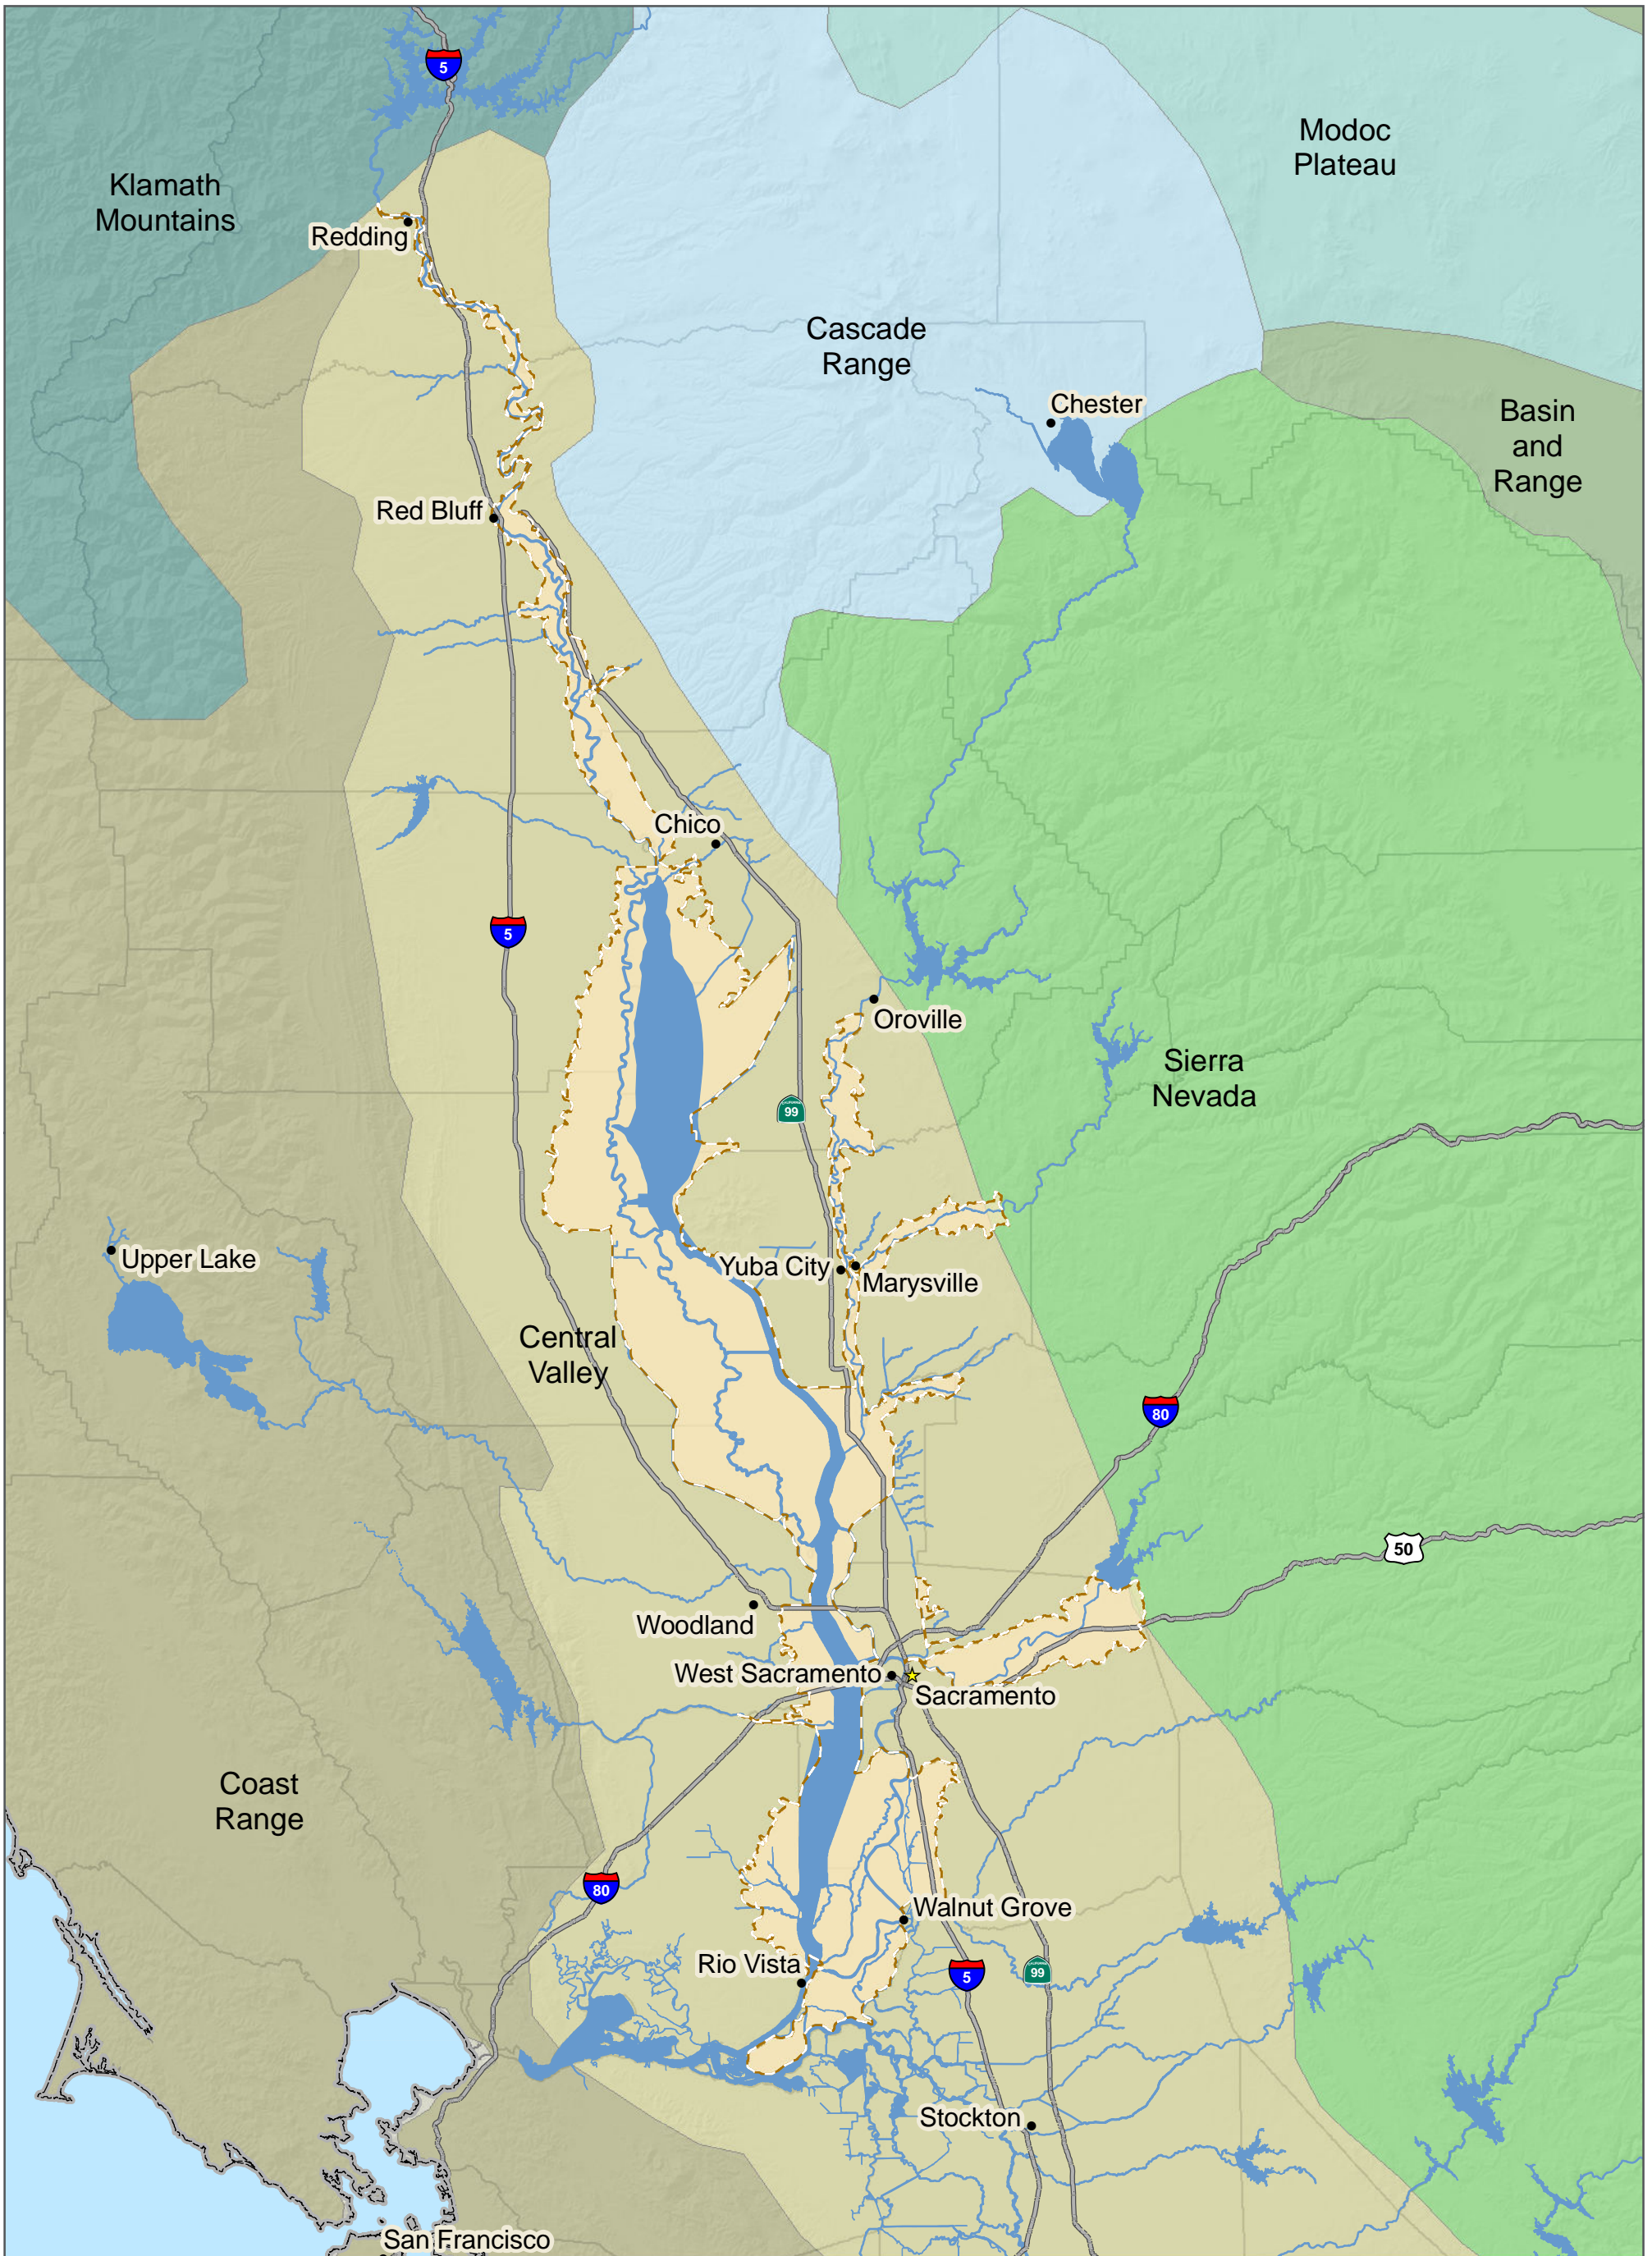 5
Modoc
Plateau
Klamath
Mountains
Redding
Cascade
Range
Chester
Basin
and
Range
Red Bluff
Chico
5
Oroville
Sierra
Nevada
CALIFORNIA
99
Upper Lake
Yuba City
Marysville
Central
Valley
80
50
Woodland
West Sacramento
Sacramento
Coast
Range
80
Walnut Grove
Rio Vista
5
CALIFORNIA
99
Stockton
San Francisco